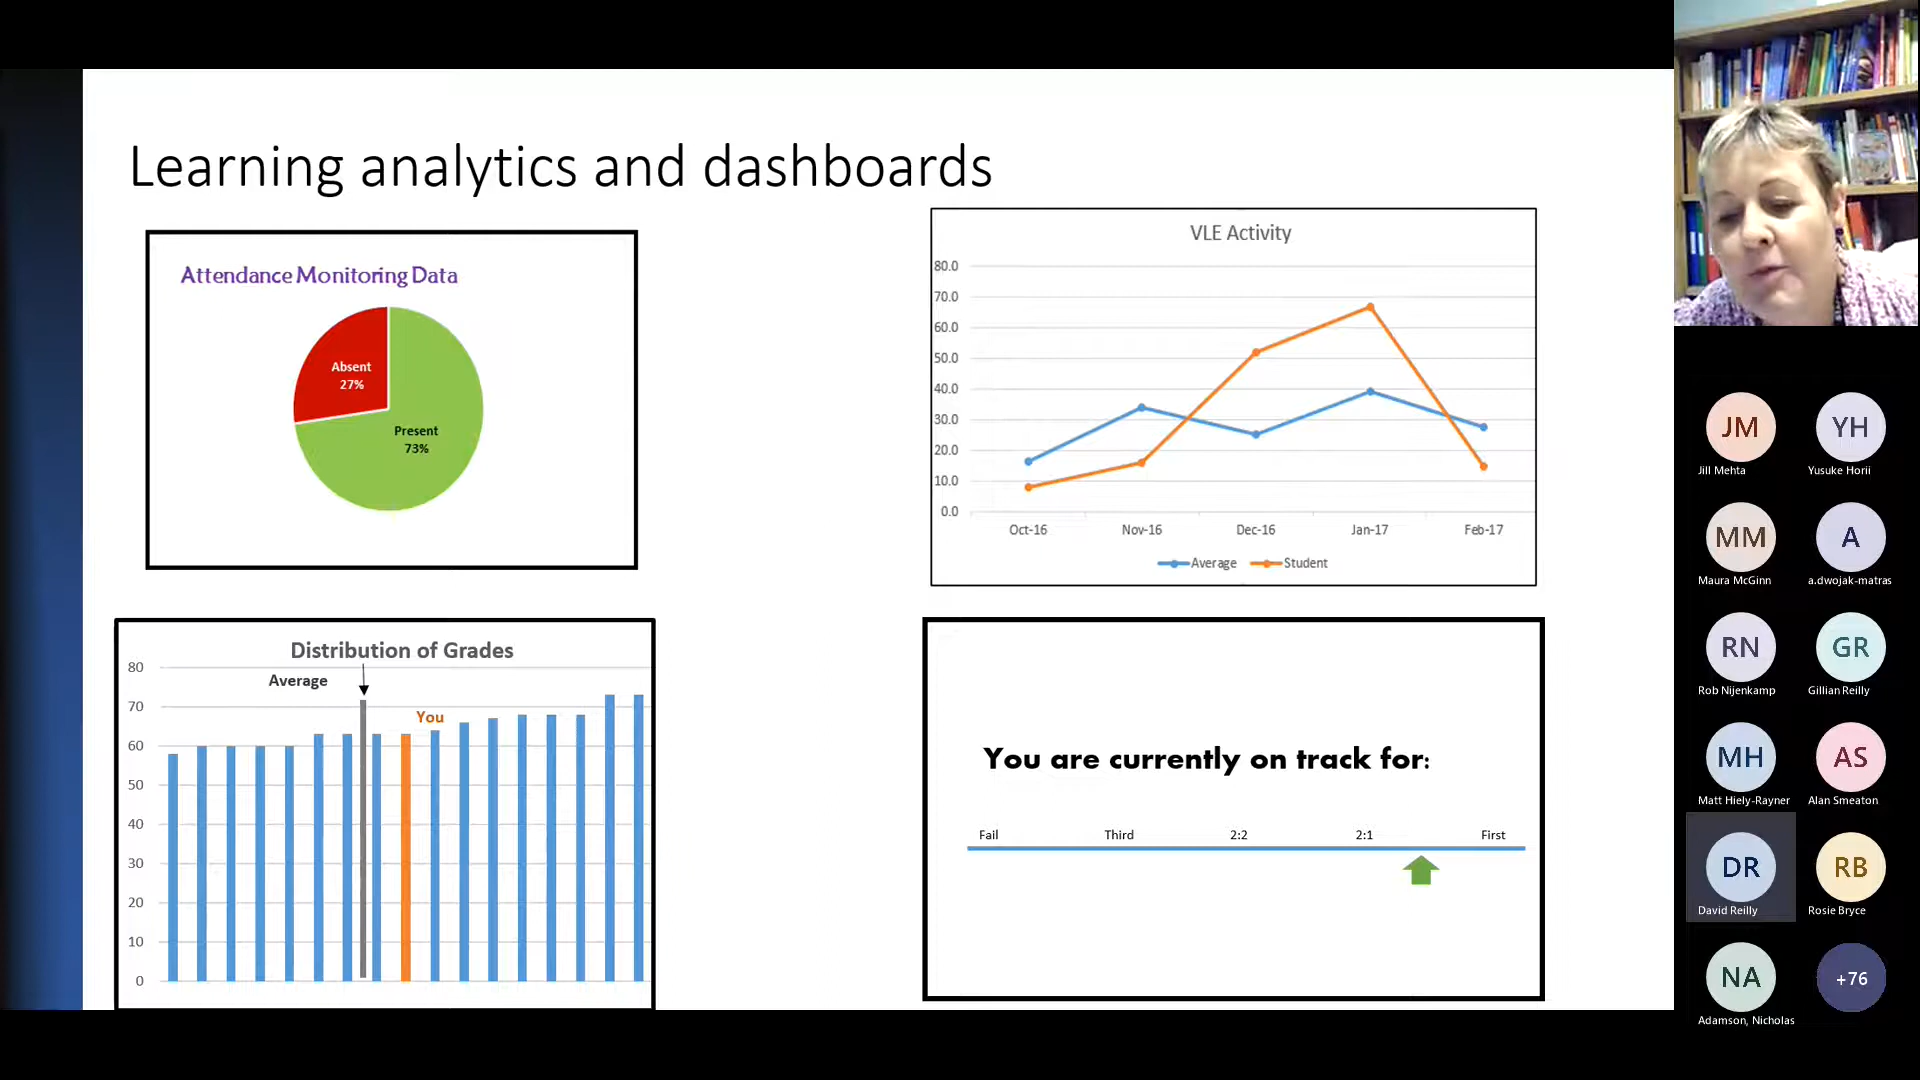 Learning analytics and dashboards
Attendance Monitoring Data
Absent
27%
Present
73%
VLE Activity
80.0
70.0
60.0
50.0
40.0
30.0
20.0
10.0
0.0
Oct-16 Nov-16 Dec-16 Jan-17 Feb-17
Average Student
Distribution of Grades
Average
You
80
70
60
50
40
30
20
10
0
You are currently on track for:
Fail Third 2:2 2:1 First
JM YH
Jill Mehta Yusuke Horii
MM A
Maura McGinn a.dwojak-matras
RN GR
Rob Nijenkamp Gillian Reilly
MH AS
Matt Hiely-Rayner Alan Smeaton
DR RB
David Reilly Rosie Bryce
NA +76
Adamson, Nicholas